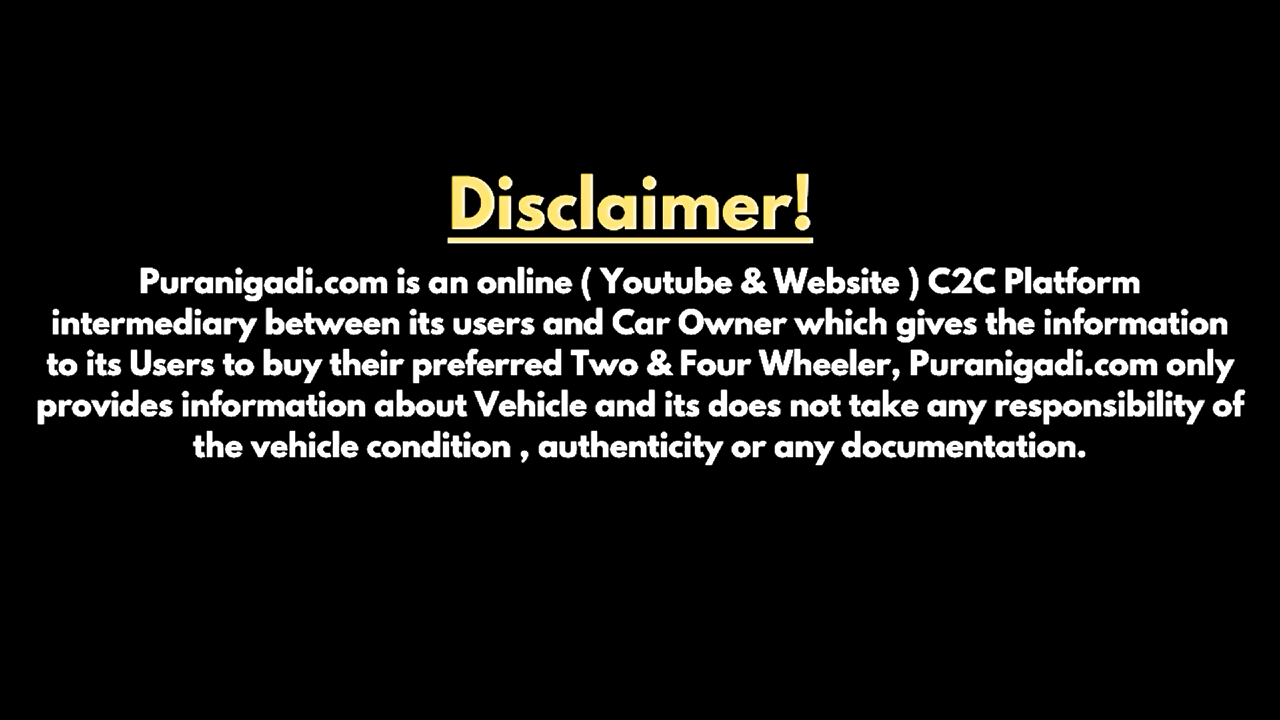 Disclaimer!
Puranigadi.com is an online ( Youtube & Website ) C2C Platform
intermediary between its users and Car Owner which gives the information
to its Users to buy their preferred Two & Four Wheeler, Puranigadi.com only
provides information about Vehicle and its does not take any responsibility of
the vehicle condition , authenticity or any documentation.